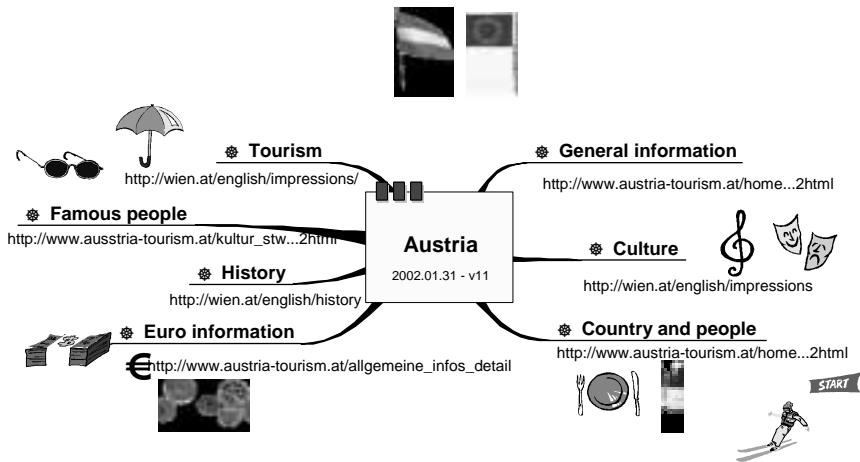 Tourism
http://wien.at/english/impressions/
Famous people
http://www.ausstria-tourism.at/kultur_stw...2html
History
http://wien.at/english/history
Euro information
€http://www.austria-tourism.at/allgemeine_infos_detail
Austria
2002.01.31 - v11
General information
http://www.austria-tourism.at/home...2html
Culture
http://wien.at/english/impressions
Country and people
http://www.austria-tourism.at/home...2html
START